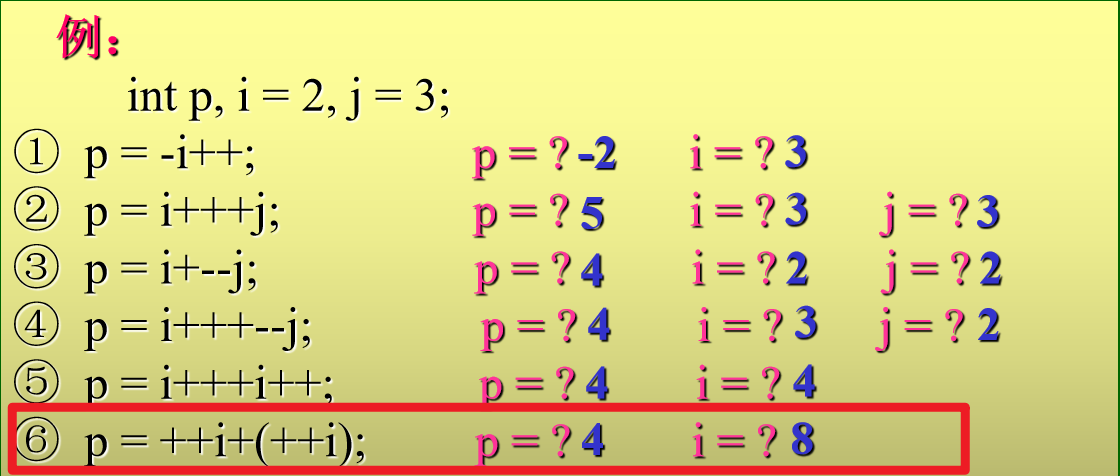 例：
int p, i = 2, j = 3;
① p = -i++; p = ? -2 i = ? 3
② p = i+++j; p = ? 5 i = ? 3 j = ? 3
③ p = i+--j; p = ? 4 i = ? 2 j = ? 2
④ p = i+++--j; p = ? 4 i = ? 3 j = ? 2
⑤ p = i+++i++; p = ? 4 i = ? 4
⑥ p = ++i+(++i); p = ? 4 i = ? 8